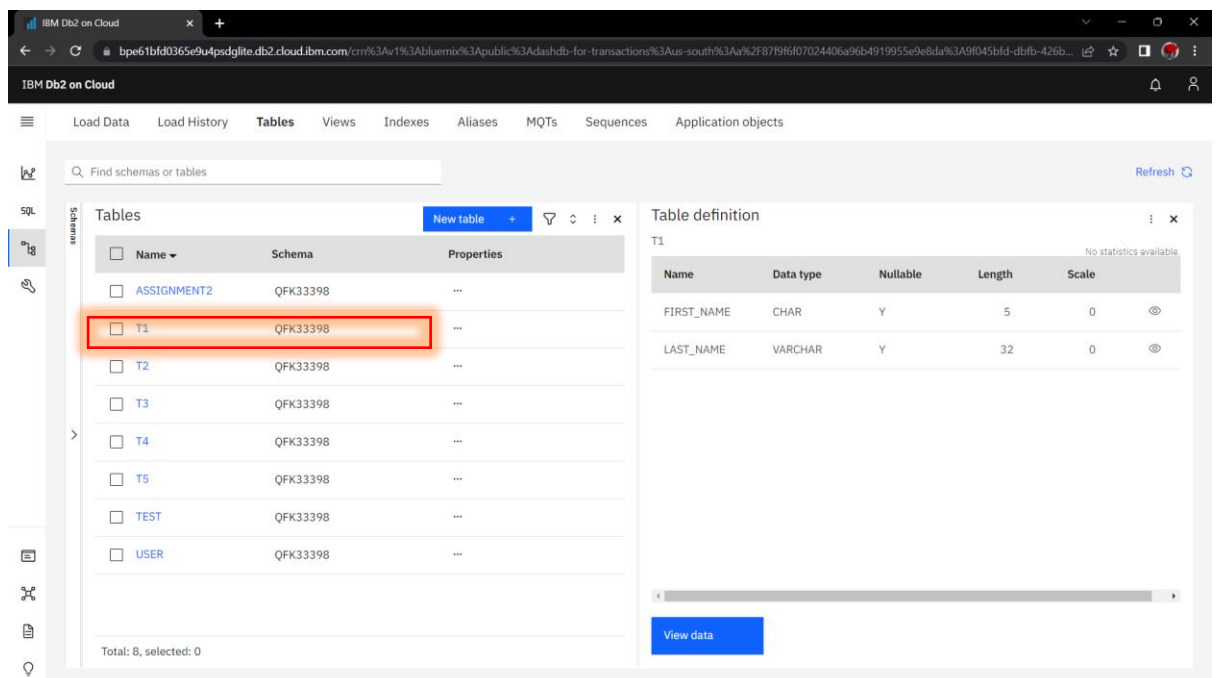 IBM Db2 on Cloud
bpe61bfd0365e9u4psdglite.db2.cloud.ibm.com/crn%3Av1%3Abluemix%3Apublic%3Adashdb-for-transactions%3Aus-south%3Aa%2F87f9f6f07024406a96b4919955e9e8da%3A9f045bfd-dbfb-426b...
IBM Db2 on Cloud
Load Data Load History Tables Views Indexes Aliases MQTs Sequences Application objects
Find schemas or tables
Refresh
SQL
Schemas
Tables
New table +
Name Schema Properties
ASSIGNMENT2 QFK33398 ...
T1 QFK33398 ...
T2 QFK33398 ...
T3 QFK33398 ...
T4 QFK33398 ...
T5 QFK33398 ...
TEST QFK33398 ...
USER QFK33398 ...
Total: 8, selected: 0
Table definition
T1
No statistics available.
Name Data type Nullable Length Scale
FIRST_NAME CHAR Y 5 0
LAST_NAME VARCHAR Y 32 0
View data